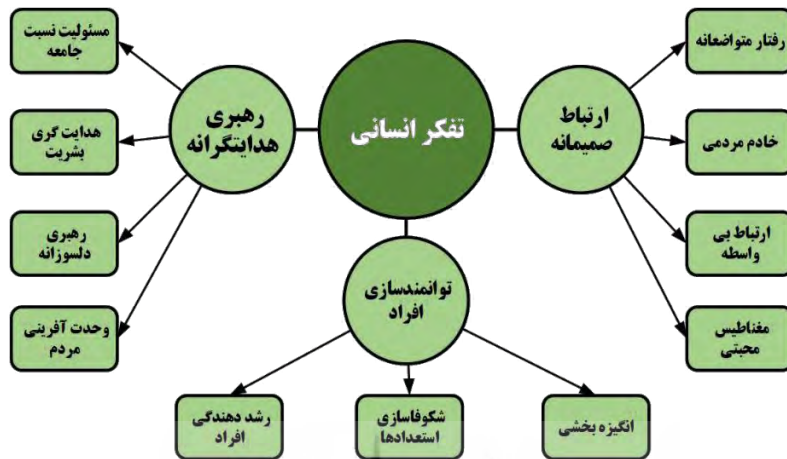 تفکر انسانی
ارتباط
صمیمانه
رفتار متواضعانه
خادم مردمی
ارتباط بی
واسطه
مغناطیس
محبتی
رهبری
هدایتگرانه
مسئولیت نسبت
جامعه
هدایت گری
بشریت
رهبری
دلسوزانه
وحدت آفرینی
مردم
توانمندسازی
افراد
انگیزه بخشی
شکوفاسازی
استعدادها
رشد دهندگی
افراد